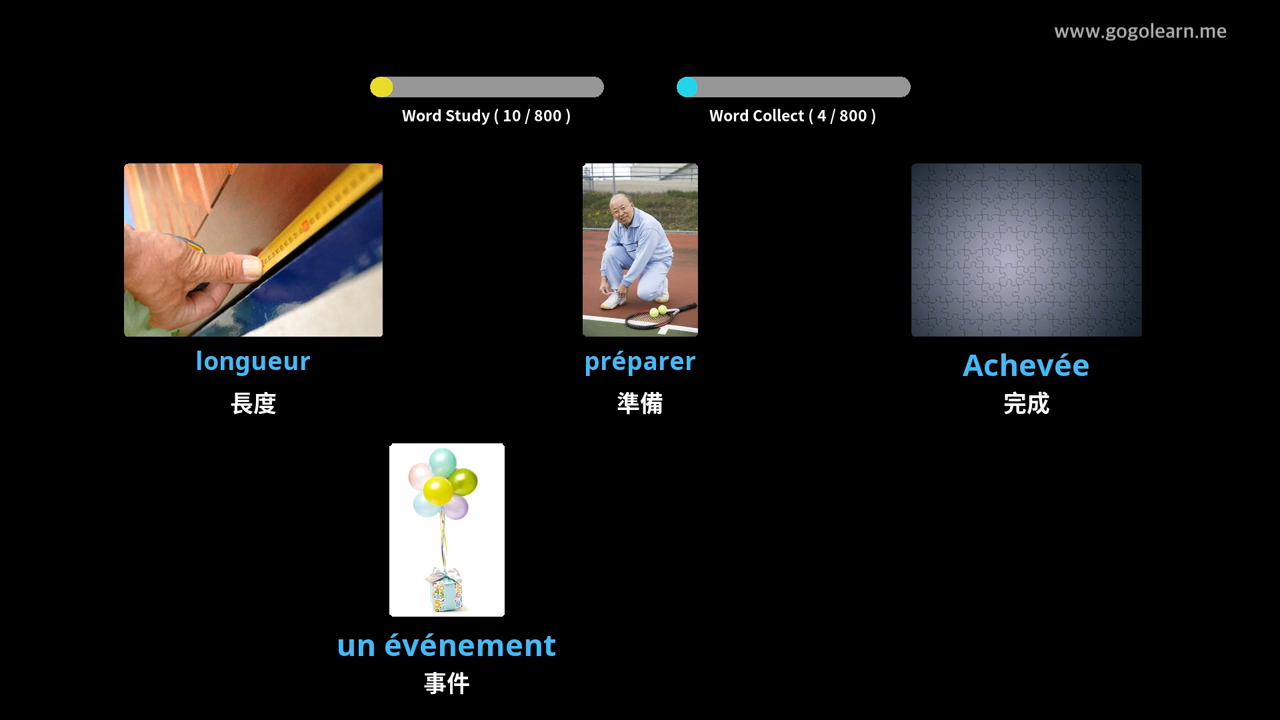 www.gogolearn.me
Word Study ( 10 / 800 )
Word Collect ( 4 / 800 )
longueur
長度
préparer
準備
Achevée
完成
un événement
事件